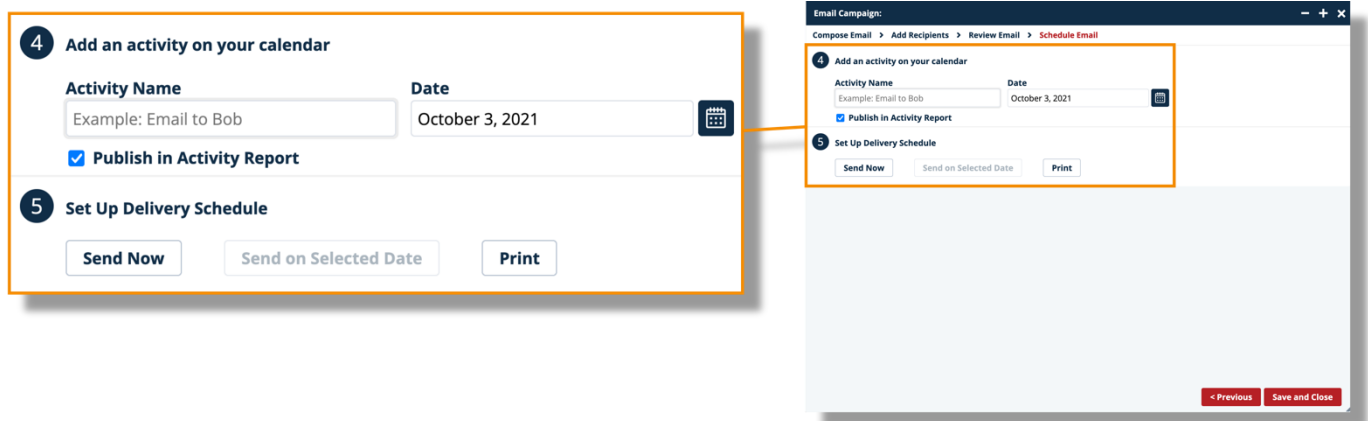 4 Add an activity on your calendar
Activity Name Date
Example: Email to Bob October 3, 2021
Publish in Activity Report
5 Set Up Delivery Schedule
Send Now Send on Selected Date Print
Email Campaign:
Compose Email > Add Recipients > Review Email > Schedule Email
4 Add an activity on your calendar
Activity Name Date
Example: Email to Bob October 3, 2021
Publish in Activity Report
5 Set Up Delivery Schedule
Send Now Send on Selected Date Print
< Previous Save and Close